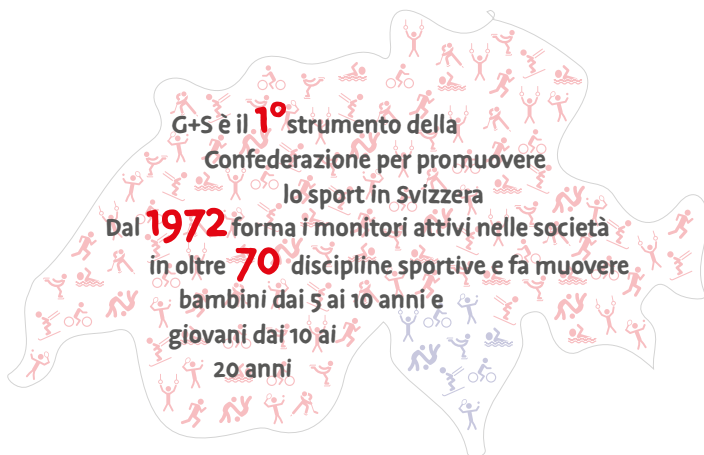 G+S è il 1° strumento della
Confederazione per promuovere
lo sport in Svizzera
Dal 1972 forma i monitori attivi nelle società
in oltre 70 discipline sportive e fa muovere
bambini dai 5 ai 10 anni e
giovani dai 10 ai
20 anni